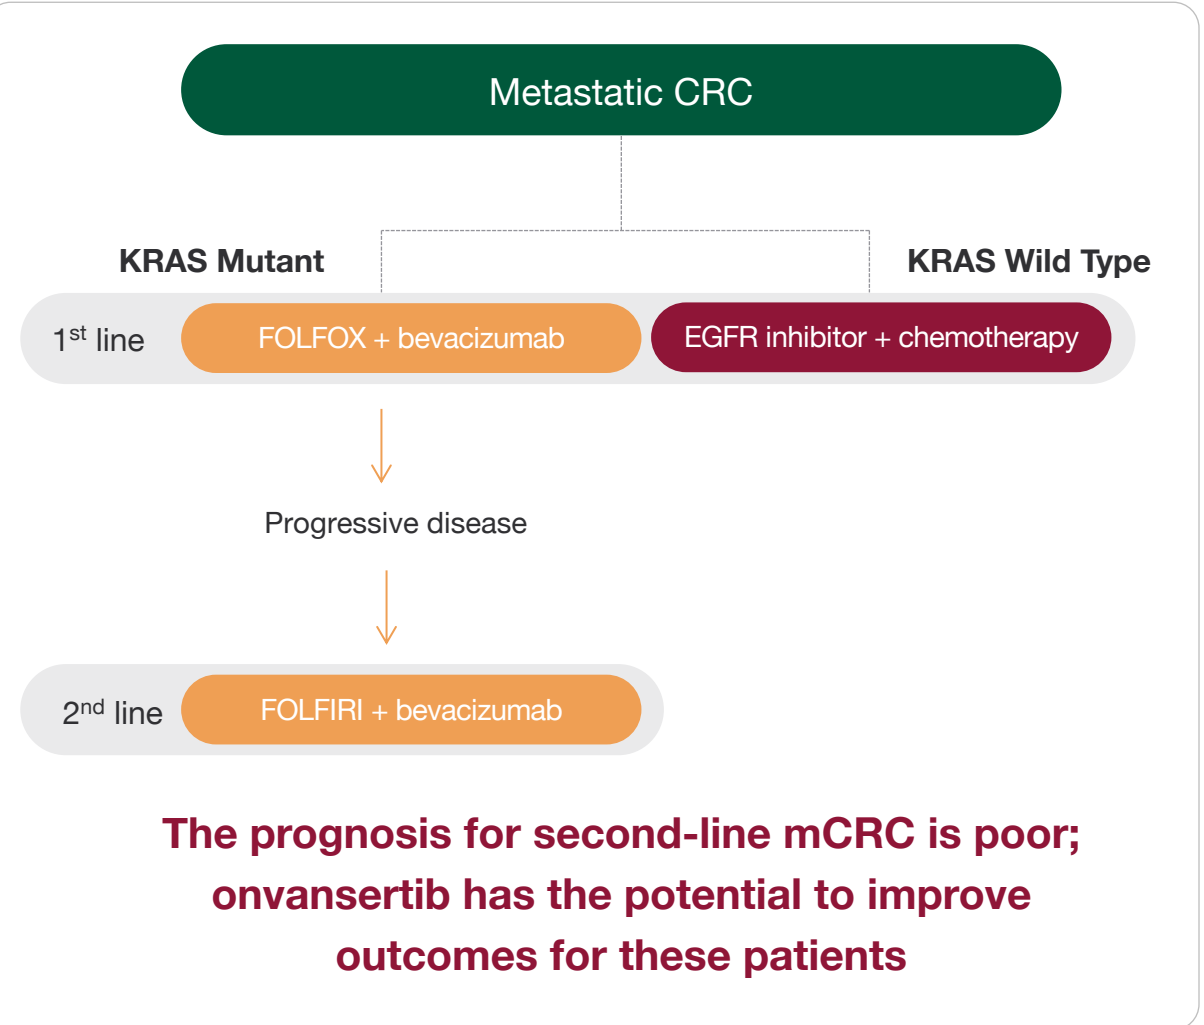 Metastatic CRC
KRAS Mutant
KRAS Wild Type
1st line
FOLFOX + bevacizumab
EGFR inhibitor + chemotherapy
Progressive disease
2nd line
FOLFIRI + bevacizumab
The prognosis for second-line mCRC is poor;
onvansertib has the potential to improve
outcomes for these patients